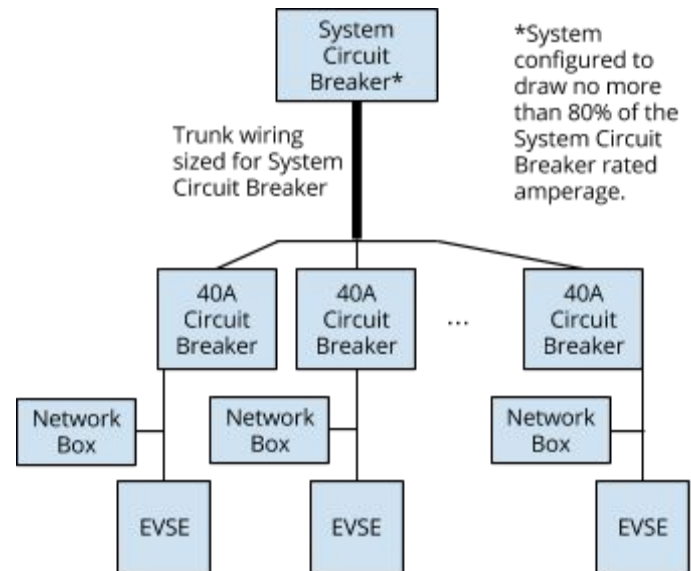 System
Circuit
Breaker*
*System
configured to
draw no more
than 80% of the
System Circuit
Breaker rated
amperage.
Trunk wiring
sized for System
Circuit Breaker
40A
Circuit
Breaker
40A
Circuit
Breaker
...
40A
Circuit
Breaker
Network
Box
Network
Box
Network
Box
EVSE
EVSE
EVSE